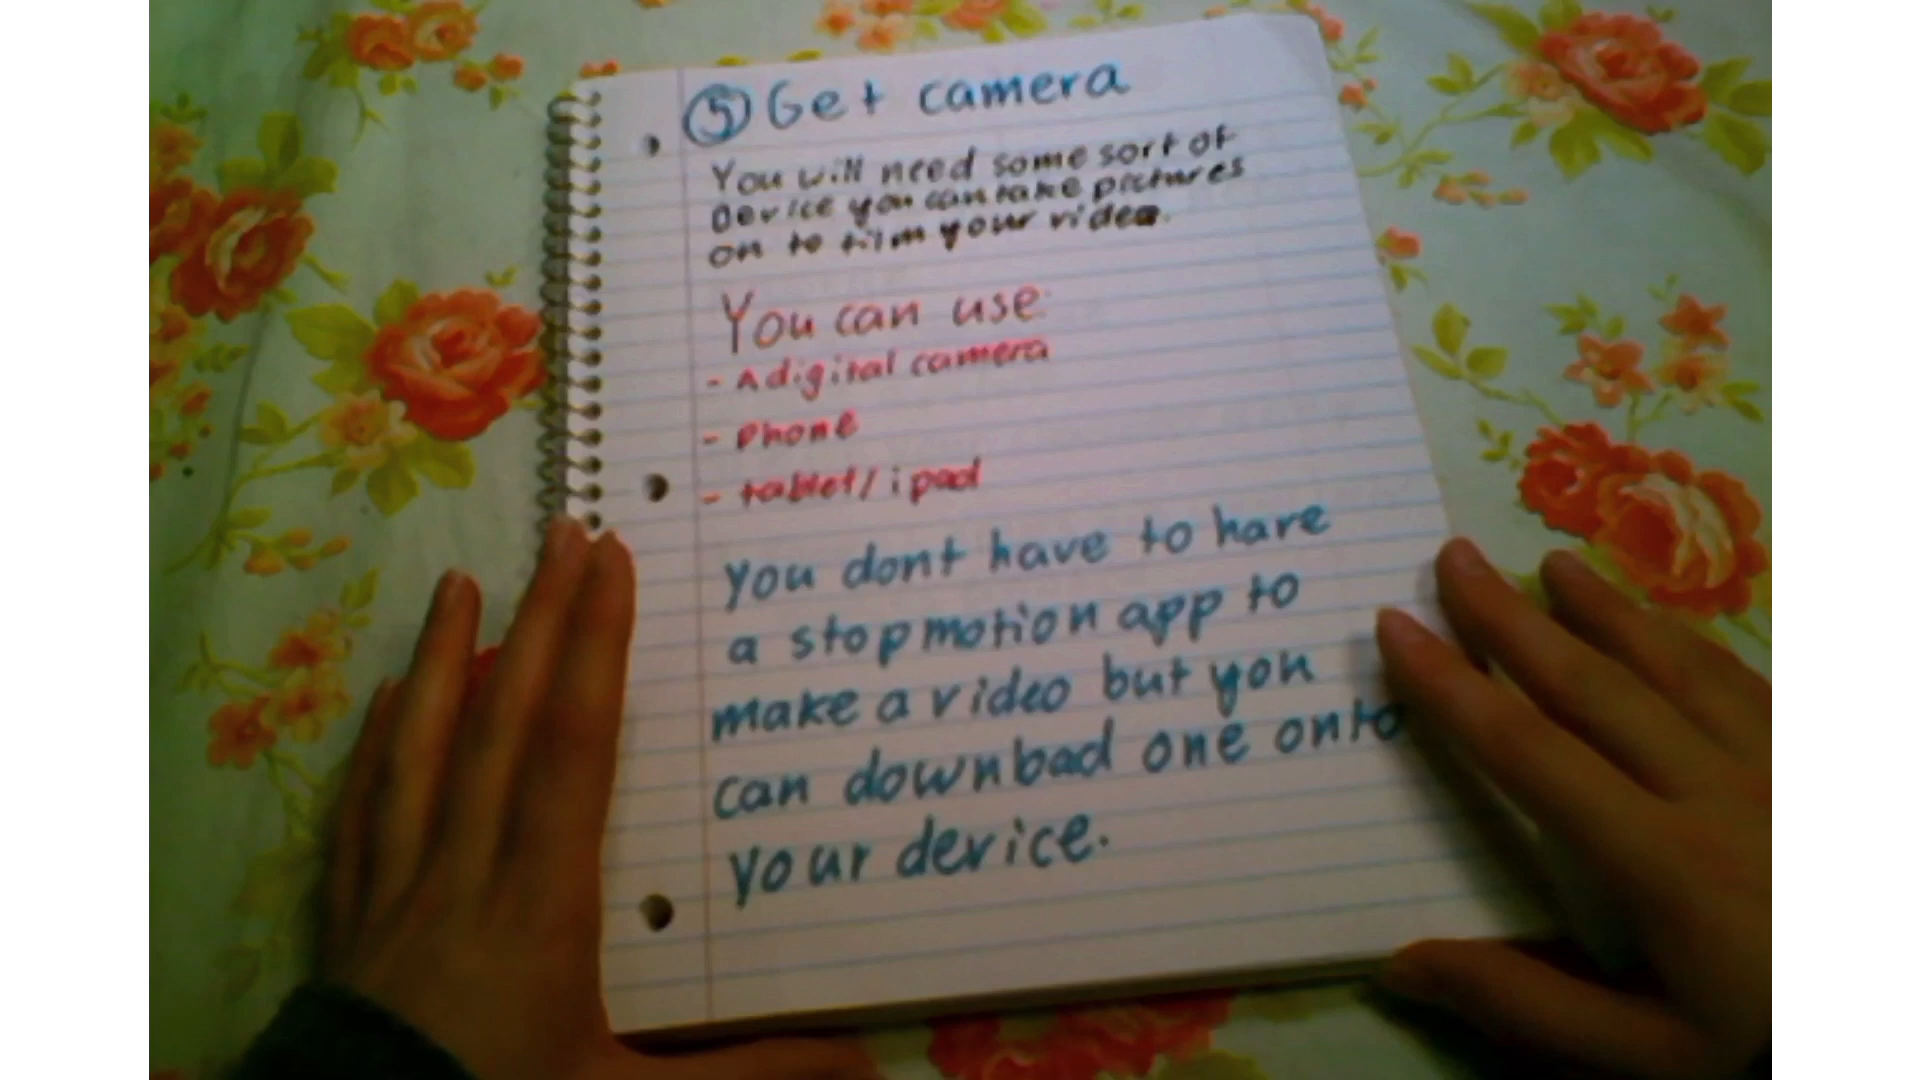 5 Get camera
You will need some sort of
Device you can take pictures
on to film your video.
You can use:
- A digital camera
- Phone
- tablet/ipad
you dont have to have
a stopmotion app to
make a video but you
can download one onto
your device.